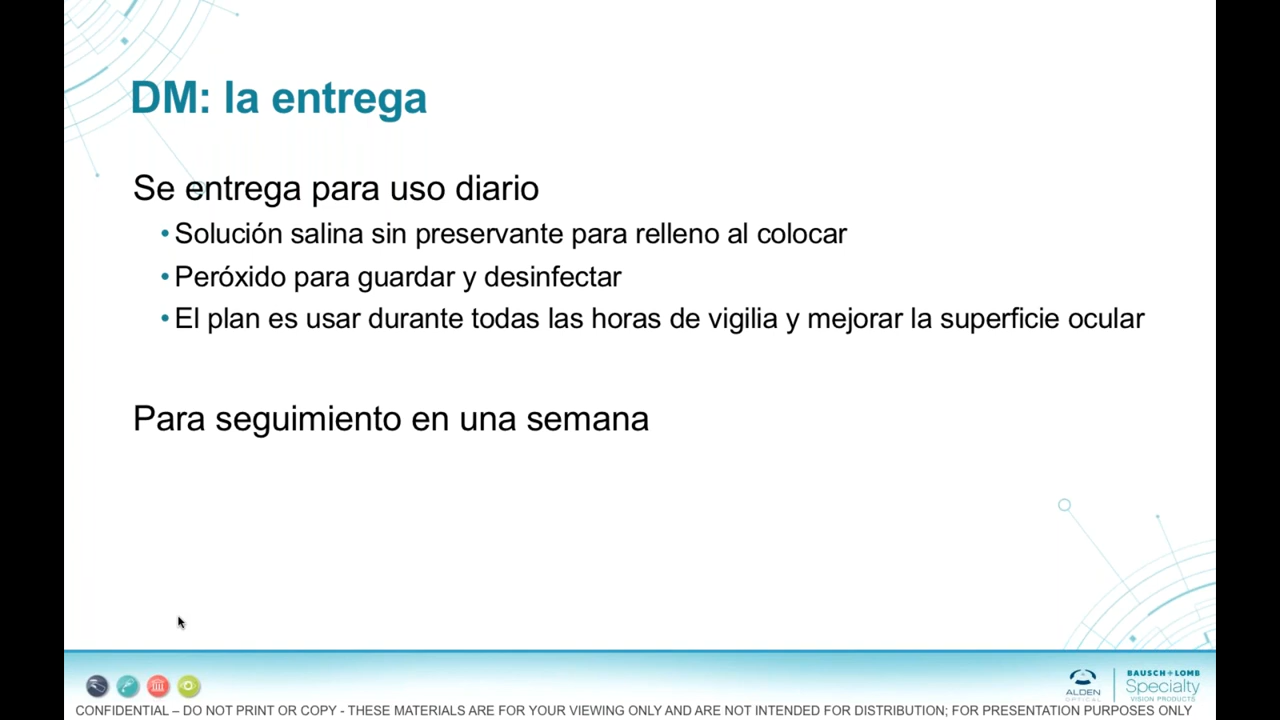 DM: la entrega
Se entrega para uso diario
•Solución salina sin preservante para relleno al colocar
•Peróxido para guardar y desinfectar
•El plan es usar durante todas las horas de vigilia y mejorar la superficie ocular
Para seguimiento en una semana
ALDEN
OPTICAL
BAUSCH+LOMB
Specialty
VISION PRODUCTS
CONFIDENTIAL – DO NOT PRINT OR COPY - THESE MATERIALS ARE FOR YOUR VIEWING ONLY AND ARE NOT INTENDED FOR DISTRIBUTION; FOR PRESENTATION PURPOSES ONLY